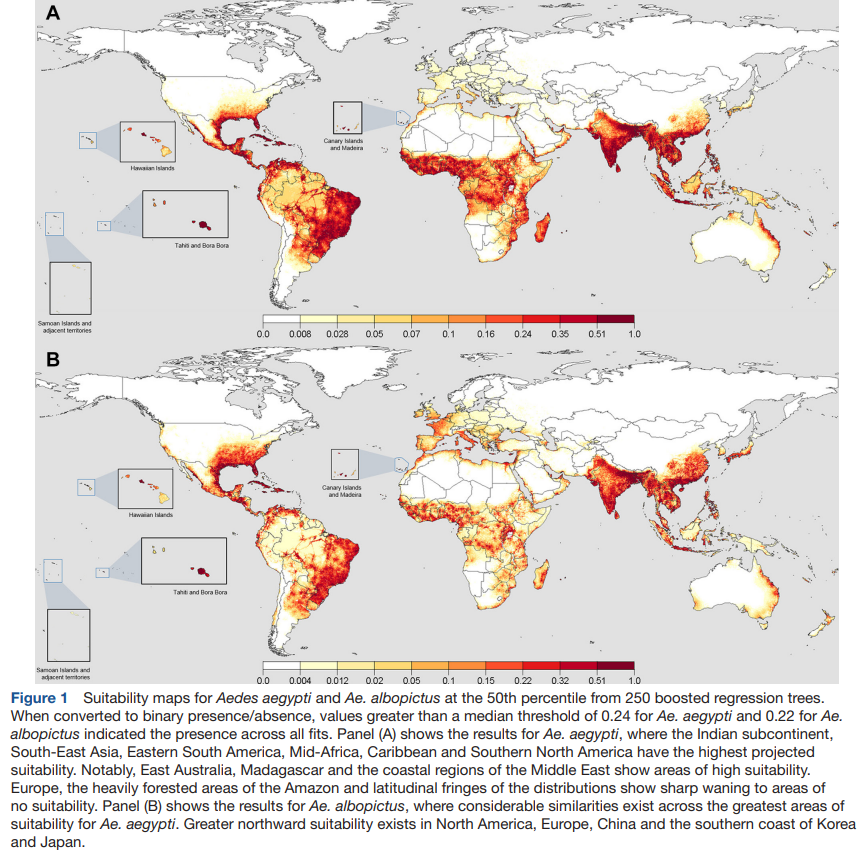 A
Hawaiian Islands
Canary Islands
and Madeira
Tahiti and Bora Bora
Samoan Islands and
adjacent territories
0.0 0.008 0.028 0.05 0.07 0.1 0.16 0.24 0.35 0.51 1.0
B
Hawaiian Islands
Canary Islands
and Madeira
Tahiti and Bora Bora
Samoan Islands and
adjacent territories
0.0 0.004 0.012 0.02 0.05 0.1 0.15 0.22 0.32 0.51 1.0
Figure 1 Suitability maps for Aedes aegypti and Ae. albopictus at the 50th percentile from 250 boosted regression trees.
When converted to binary presence/absence, values greater than a median threshold of 0.24 for Ae. aegypti and 0.22 for Ae.
albopictus indicated the presence across all fits. Panel (A) shows the results for Ae. aegypti, where the Indian subcontinent,
South-East Asia, Eastern South America, Mid-Africa, Caribbean and Southern North America have the highest projected
suitability. Notably, East Australia, Madagascar and the coastal regions of the Middle East show areas of high suitability.
Europe, the heavily forested areas of the Amazon and latitudinal fringes of the distributions show sharp waning to areas of
no suitability. Panel (B) shows the results for Ae. albopictus, where considerable similarities exist across the greatest areas of
suitability for Ae. aegypti. Greater northward suitability exists in North America, Europe, China and the southern coast of Korea
and Japan.